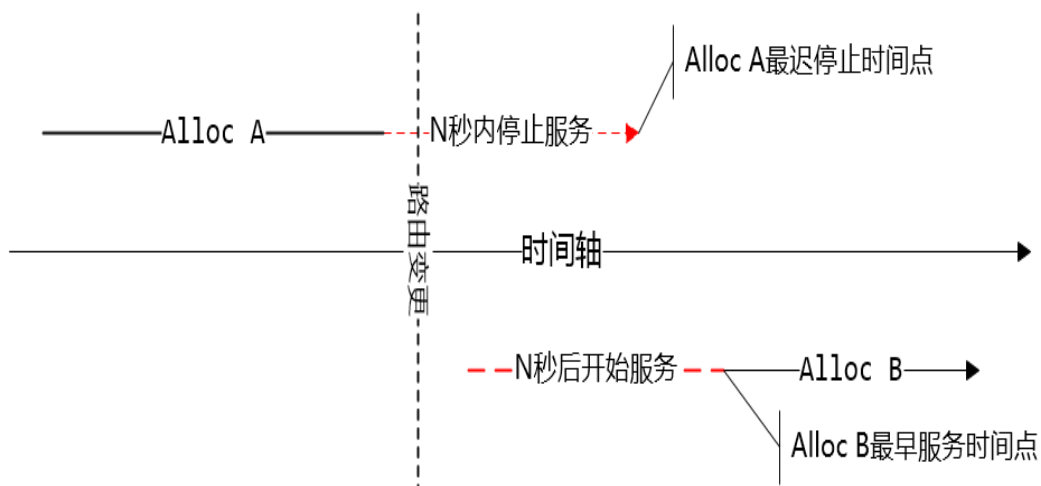 Alloc A最迟停止时间点
Alloc A
N秒内停止服务
路由变更
时间轴
N秒后开始服务
Alloc B
Alloc B最早服务时间点